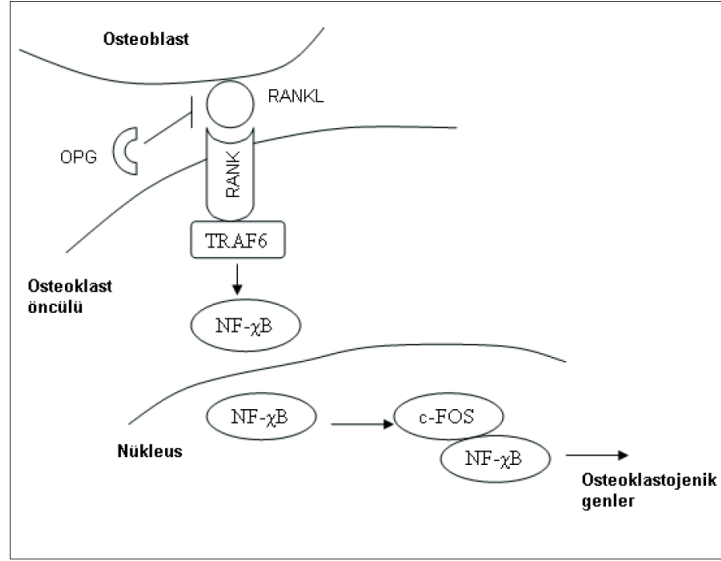 Osteoblast
RANKL
OPG
RANK
TRAF6
Osteoklast
öncülü
NF-χB
NF-χB
c-FOS
Nükleus
NF-χB
Osteoklastojenik
genler